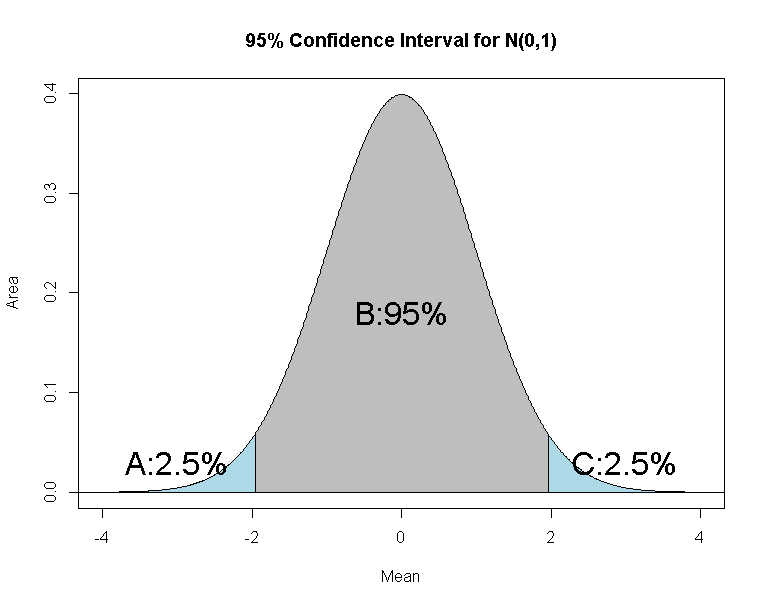 95% Confidence Interval for N(0,1)
0.4
0.3
0.2
0.1
0.0
Area
B:95%
A:2.5%
C:2.5%
-4 -2 0 2 4
Mean